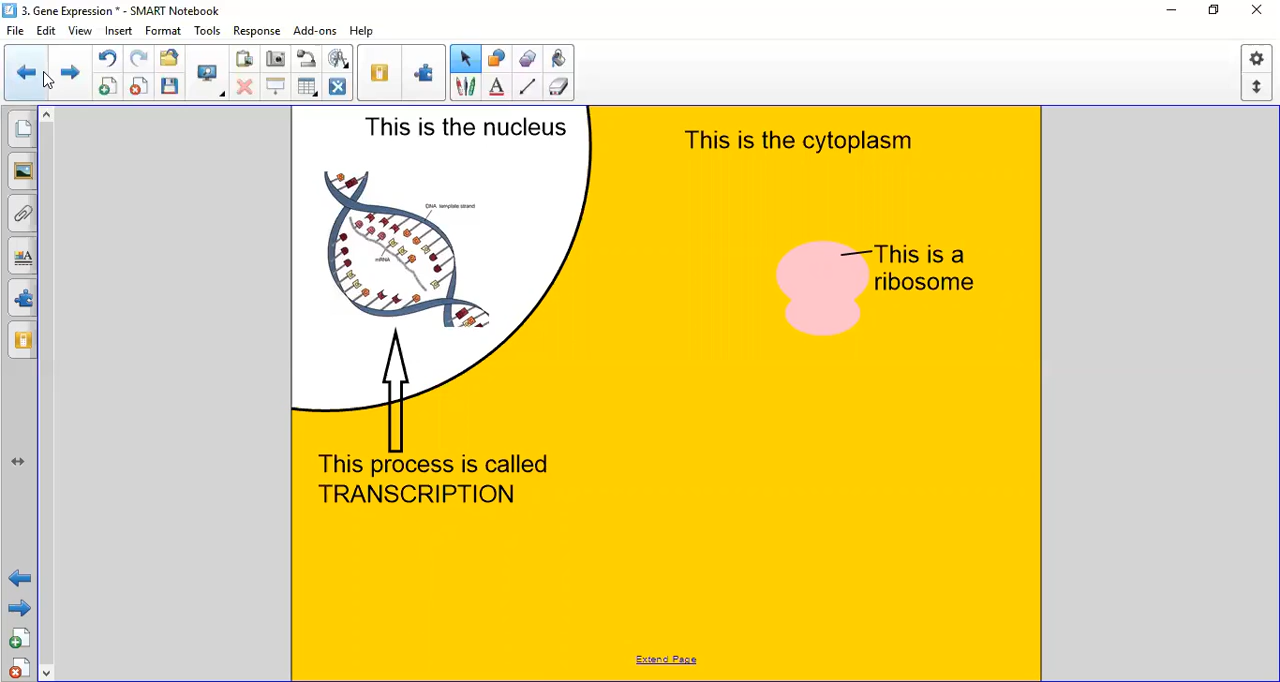 3. Gene Expression * - SMART Notebook
File Edit View Insert Format Tools Response Add-ons Help
This is the nucleus
This is the cytoplasm
DNA template strand
mRNA
This is a
ribosome
This process is called
TRANSCRIPTION
Extend Page